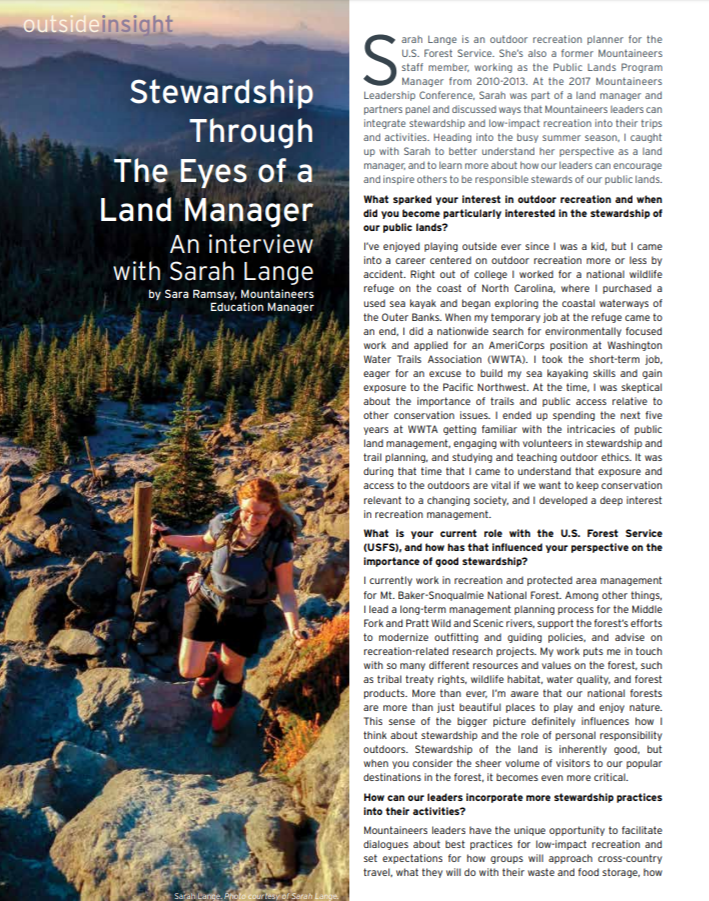 outsideinsight
Stewardship
Through
The Eyes of a
Land Manager
An interview
with Sarah Lange
by Sara Ramsay, Mountaineers
Education Manager
Sarah Lange. Photo courtesy of Sarah Lange.
Sarah Lange is an outdoor recreation planner for the
U.S. Forest Service. She's also a former Mountaineers
staff member, working as the Public Lands Program
Manager from 2010-2013. At the 2017 Mountaineers
Leadership Conference, Sarah was part of a land manager and
partners panel and discussed ways that Mountaineers leaders can
integrate stewardship and low-impact recreation into their trips
and activities. Heading into the busy summer season, I caught
up with Sarah to better understand her perspective as a land
manager, and to learn more about how our leaders can encourage
and inspire others to be responsible stewards of our public lands.
What sparked your interest in outdoor recreation and when
did you become particularly interested in the stewardship of
our public lands?
I've enjoyed playing outside ever since I was a kid, but I came
into a career centered on outdoor recreation more or less by
accident. Right out of college I worked for a national wildlife
refuge on the coast of North Carolina, where I purchased a
used sea kayak and began exploring the coastal waterways of
the Outer Banks. When my temporary job at the refuge came to
an end, I did a nationwide search for environmentally focused
work and applied for an AmeriCorps position at Washington
Water Trails Association (WWTA). I took the short-term job,
eager for an excuse to build my sea kayaking skills and gain
exposure to the Pacific Northwest. At the time, I was skeptical
about the importance of trails and public access relative to
other conservation issues. I ended up spending the next five
years at WWTA getting familiar with the intricacies of public
land management, engaging with volunteers in stewardship and
trail planning, and studying and teaching outdoor ethics. It was
during that time that I came to understand that exposure and
access to the outdoors are vital if we want to keep conservation
relevant to a changing society, and I developed a deep interest
in recreation management.
What is your current role with the U.S. Forest Service
(USFS), and how has that influenced your perspective on the
importance of good stewardship?
I currently work in recreation and protected area management
for Mt. Baker-Snoqualmie National Forest. Among other things,
I lead a long-term management planning process for the Middle
Fork and Pratt Wild and Scenic rivers, support the forest's efforts
to modernize outfitting and guiding policies, and advise on
recreation-related research projects. My work puts me in touch
with so many different resources and values on the forest, such
as tribal treaty rights, wildlife habitat, water quality, and forest
products. More than ever, I'm aware that our national forests
are more than just beautiful places to play and enjoy nature.
This sense of the bigger picture definitely influences how I
think about stewardship and the role of personal responsibility
outdoors. Stewardship of the land is inherently good, but
when you consider the sheer volume of visitors to our popular
destinations in the forest, it becomes even more critical.
How can our leaders incorporate more stewardship practices
into their activities?
Mountaineers leaders have the unique opportunity to facilitate
dialogues about best practices for low-impact recreation and
set expectations for how groups will approach cross-country
travel, what they will do with their waste and food storage, how